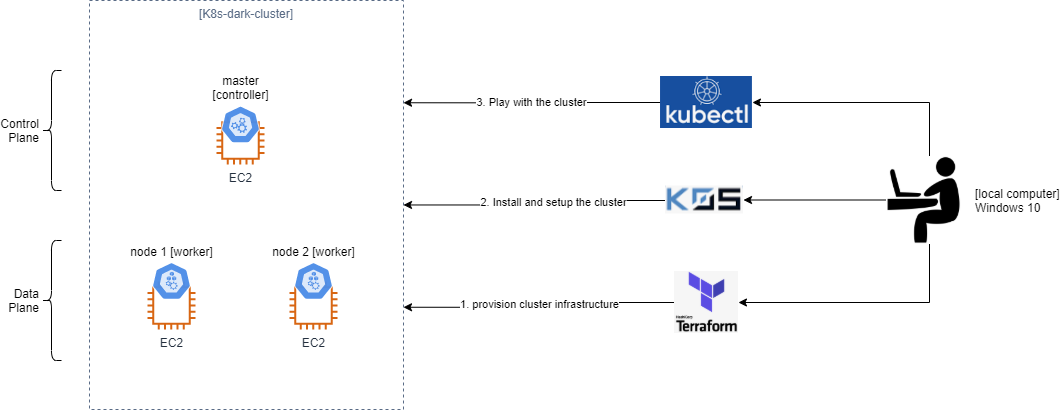 [K8s-dark-cluster]
master
[controller]
EC2
Control
Plane
node 1 [worker]
node 2 [worker]
EC2
EC2
Data
Plane
3. Play with the cluster
kubectl
2. Install and setup the cluster
K0S
1. provision cluster infrastructure
HashiCorp
Terraform
[local computer]
Windows 10